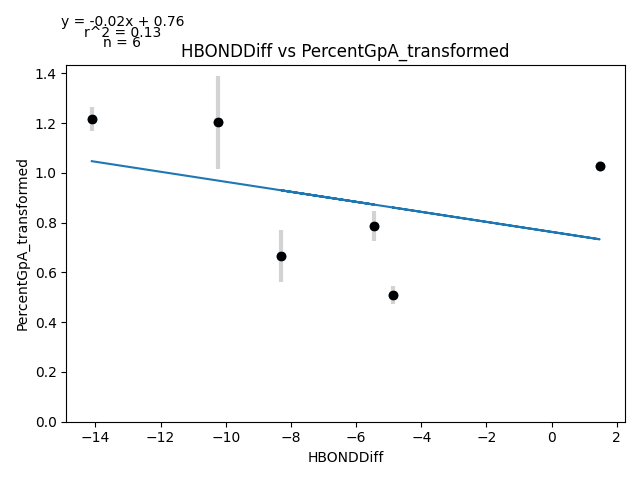 y = -0.02x + 0.76
r^2 = 0.13
n = 6
HBONDDiff vs PercentGpA_transformed
1.4
1.2
1.0
0.8
0.6
0.4
0.2
0.0
PercentGpA_transformed
−14 −12 −10 −8 −6 −4 −2 0 2
HBONDDiff